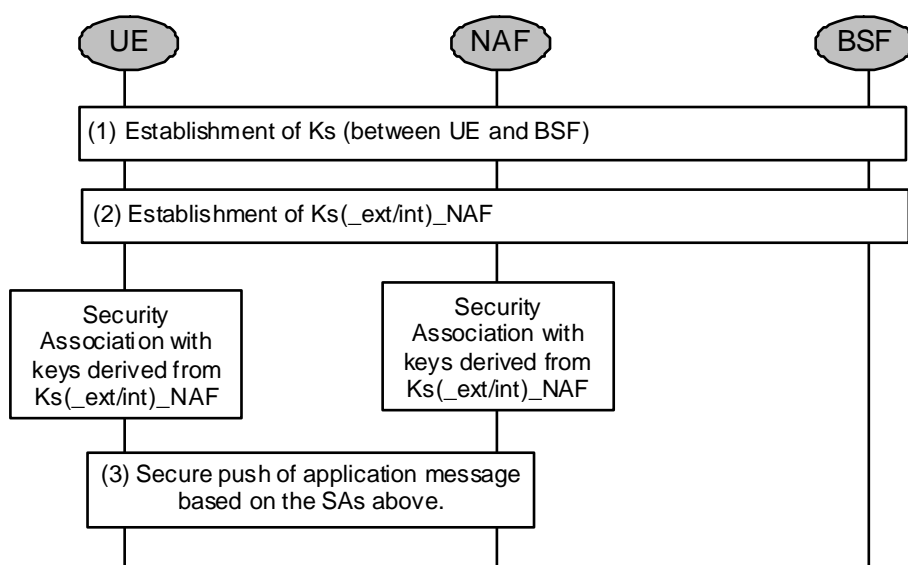 UE
NAF
BSF
(1) Establishment of Ks (between UE and BSF)
(2) Establishment of Ks(_ext/int)_NAF
Security
Association with
keys derived from
Ks(_ext/int)_NAF
Security
Association with
keys derived from
Ks(_ext/int)_NAF
(3) Secure push of application message
based on the SAs above.